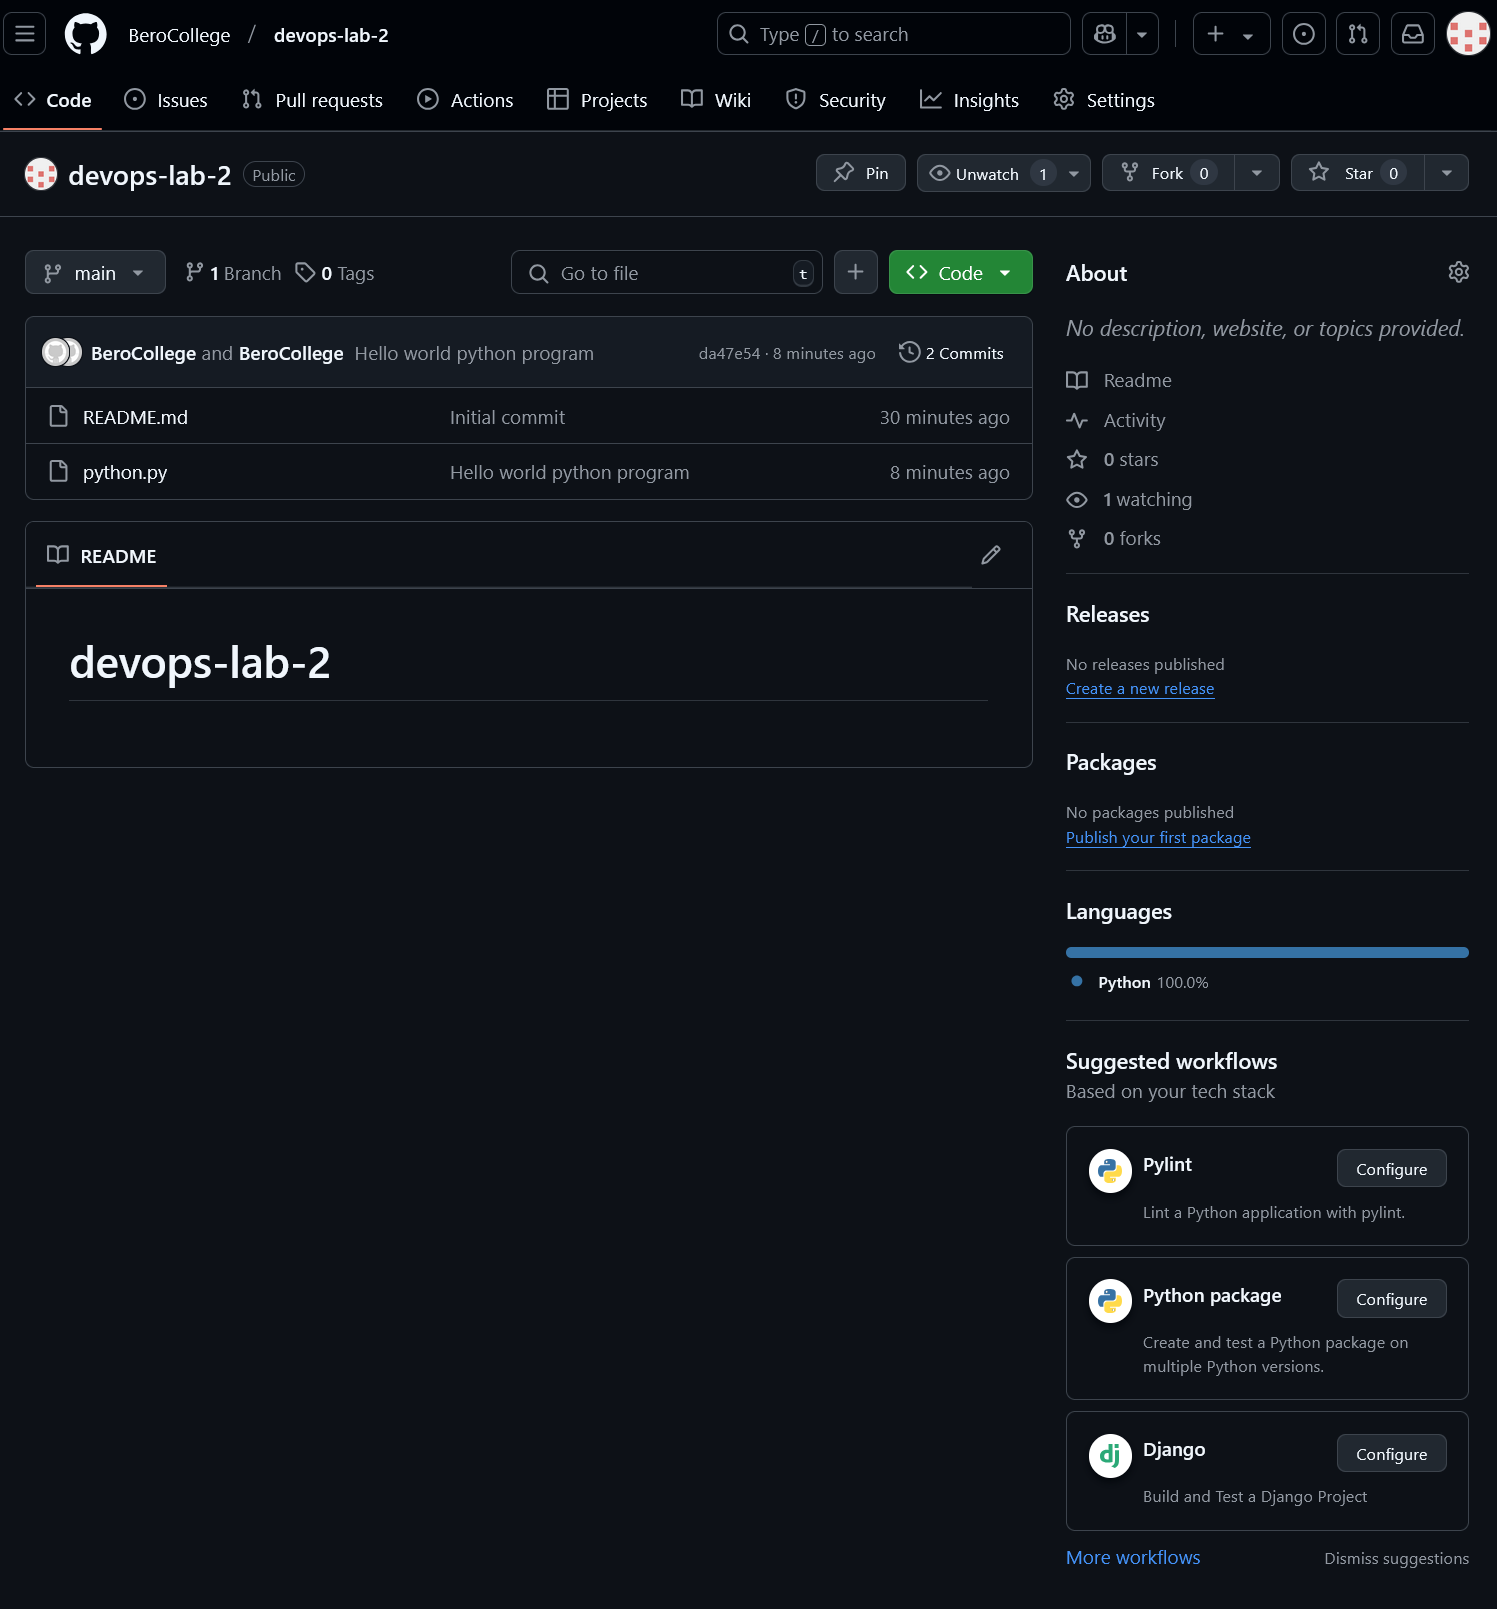 BeroCollege / devops-lab-2
Type / to search
Code Issues Pull requests Actions Projects Wiki Security Insights Settings
devops-lab-2 Public
Pin Unwatch 1 Fork 0 Star 0
main 1 Branch 0 Tags
Go to file t
Code
BeroCollege and BeroCollege Hello world python program da47e54 · 8 minutes ago 2 Commits
README.md Initial commit 30 minutes ago
python.py Hello world python program 8 minutes ago
README
devops-lab-2
About
No description, website, or topics provided.
Readme
Activity
0 stars
1 watching
0 forks
Releases
No releases published
Create a new release
Packages
No packages published
Publish your first package
Languages
Python 100.0%
Suggested workflows
Based on your tech stack
Pylint Configure
Lint a Python application with pylint.
Python package Configure
Create and test a Python package on
multiple Python versions.
dj Django Configure
Build and Test a Django Project
More workflows Dismiss suggestions